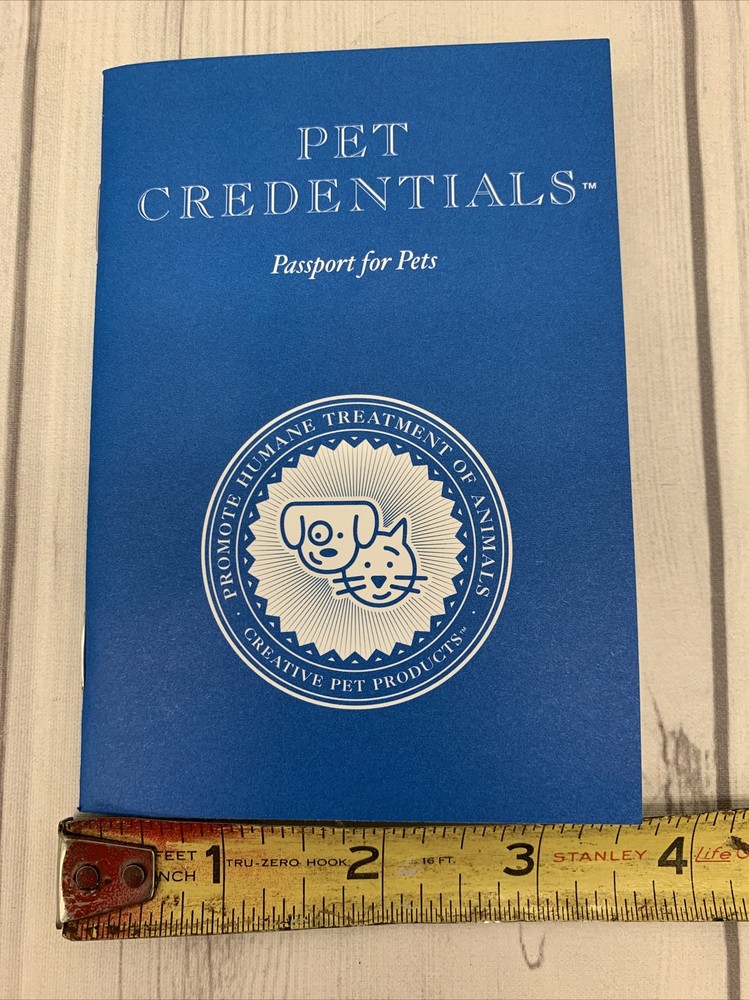 PET
CREDENTIALS™
Passport for Pets
PROMOTE HUMANE TREATMENT OF ANIMALS
· CREATIVE PET PRODUCTS™ ·
FEET 1 TRU-ZERO HOOK 2 16 FT. 3 STANLEY 4 Life
INCH